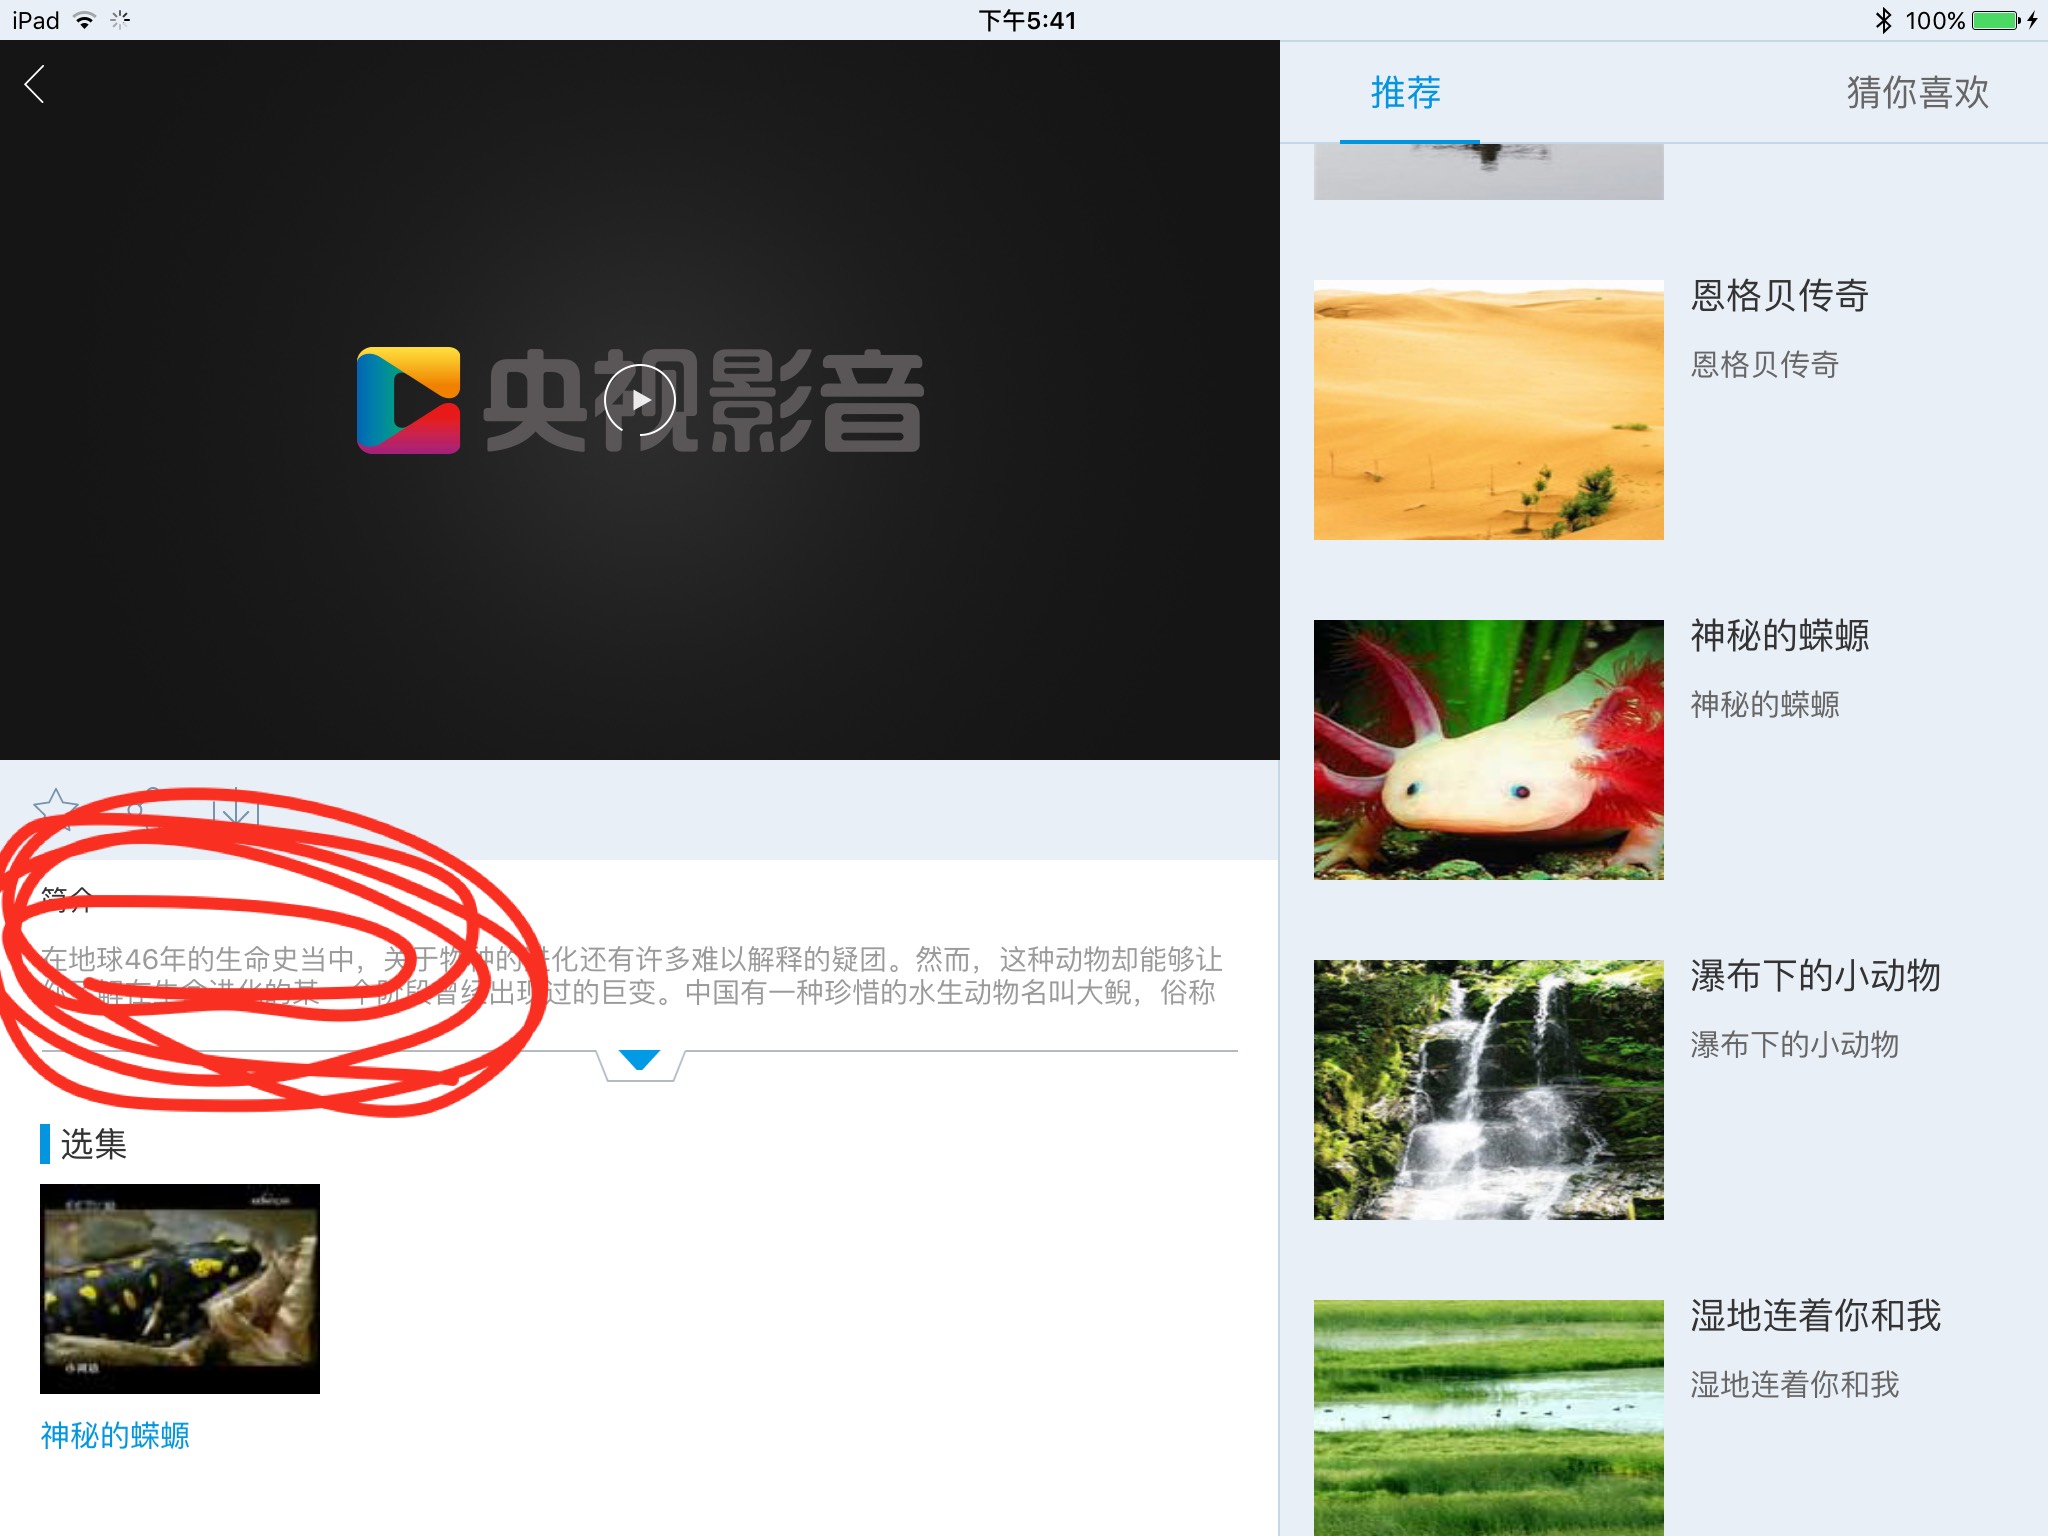 iPad
下午5:41
100%
央视影音
简介
在地球46年的生命史当中，关于物种的进化还有许多难以解释的疑团。然而，这种动物却能够让
你了解在生命进化的某一个阶段曾经出现过的巨变。中国有一种珍惜的水生动物名叫大鲵，俗称
选集
神秘的蝾螈
推荐
猜你喜欢
恩格贝传奇
恩格贝传奇
神秘的蝾螈
神秘的蝾螈
瀑布下的小动物
瀑布下的小动物
湿地连着你和我
湿地连着你和我